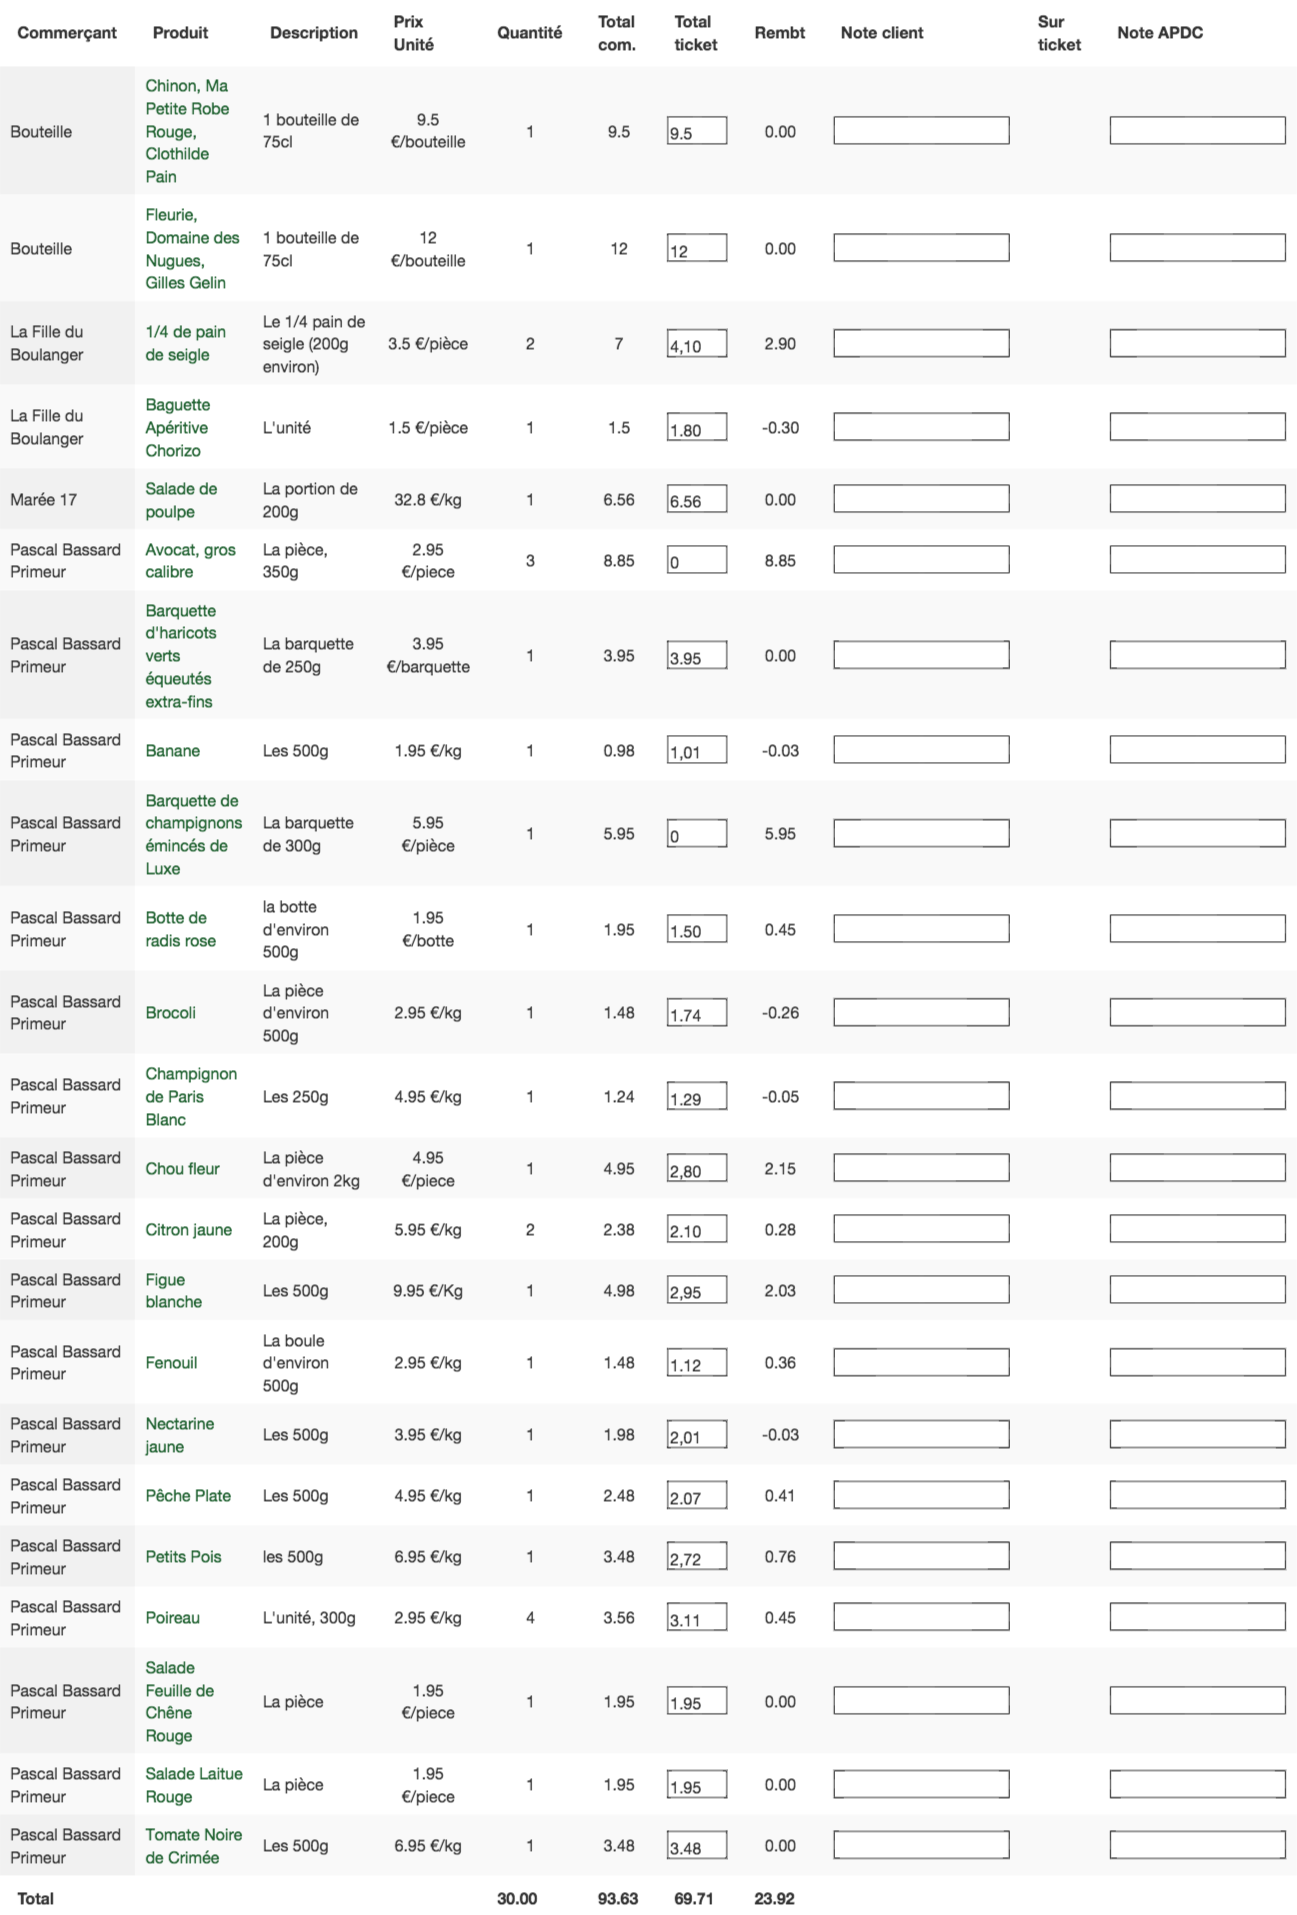 Commerçant Produit Description Prix Unité Quantité Total com. Total ticket Rembt Note client Sur ticket Note APDC
Bouteille Chinon, Ma Petite Robe Rouge, Clothilde Pain 1 bouteille de 75cl 9.5 €/bouteille 1 9.5 9.5 0.00
Bouteille Fleurie, Domaine des Nugues, Gilles Gelin 1 bouteille de 75cl 12 €/bouteille 1 12 12 0.00
La Fille du Boulanger 1/4 de pain de seigle Le 1/4 pain de seigle (200g environ) 3.5 €/pièce 2 7 4,10 2.90
La Fille du Boulanger Baguette Apéritive Chorizo L'unité 1.5 €/pièce 1 1.5 1.80 -0.30
Marée 17 Salade de poulpe La portion de 200g 32.8 €/kg 1 6.56 6.56 0.00
Pascal Bassard Primeur Avocat, gros calibre La pièce, 350g 2.95 €/piece 3 8.85 0 8.85
Pascal Bassard Primeur Barquette d'haricots verts équeutés extra-fins La barquette de 250g 3.95 €/barquette 1 3.95 3.95 0.00
Pascal Bassard Primeur Banane Les 500g 1.95 €/kg 1 0.98 1,01 -0.03
Pascal Bassard Primeur Barquette de champignons émincés de Luxe La barquette de 300g 5.95 €/pièce 1 5.95 0 5.95
Pascal Bassard Primeur Botte de radis rose la botte d'environ 500g 1.95 €/botte 1 1.95 1.50 0.45
Pascal Bassard Primeur Brocoli La pièce d'environ 500g 2.95 €/kg 1 1.48 1.74 -0.26
Pascal Bassard Primeur Champignon de Paris Blanc Les 250g 4.95 €/kg 1 1.24 1.29 -0.05
Pascal Bassard Primeur Chou fleur La pièce d'environ 2kg 4.95 €/piece 1 4.95 2,80 2.15
Pascal Bassard Primeur Citron jaune La pièce, 200g 5.95 €/kg 2 2.38 2.10 0.28
Pascal Bassard Primeur Figue blanche Les 500g 9.95 €/Kg 1 4.98 2,95 2.03
Pascal Bassard Primeur Fenouil La boule d'environ 500g 2.95 €/kg 1 1.48 1.12 0.36
Pascal Bassard Primeur Nectarine jaune Les 500g 3.95 €/kg 1 1.98 2,01 -0.03
Pascal Bassard Primeur Pêche Plate Les 500g 4.95 €/kg 1 2.48 2.07 0.41
Pascal Bassard Primeur Petits Pois les 500g 6.95 €/kg 1 3.48 2,72 0.76
Pascal Bassard Primeur Poireau L'unité, 300g 2.95 €/kg 4 3.56 3.11 0.45
Pascal Bassard Primeur Salade Feuille de Chêne Rouge La pièce 1.95 €/piece 1 1.95 1.95 0.00
Pascal Bassard Primeur Salade Laitue Rouge La pièce 1.95 €/piece 1 1.95 1.95 0.00
Pascal Bassard Primeur Tomate Noire de Crimée Les 500g 6.95 €/kg 1 3.48 3.48 0.00
Total 30.00 93.63 69.71 23.92